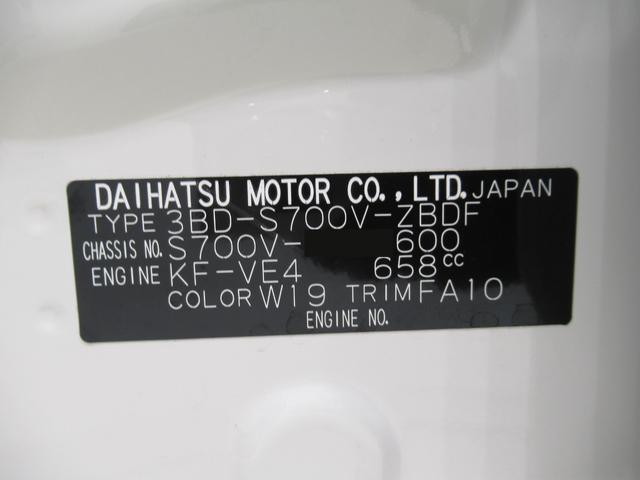 DAIHATSU MOTOR CO., LTD. JAPAN
TYPE 3BD-S700V-ZBDF
CHASSIS NO. S700V- 600
ENGINE KF-VE4 658cc
COLOR W19 TRIM FA10
ENGINE NO.